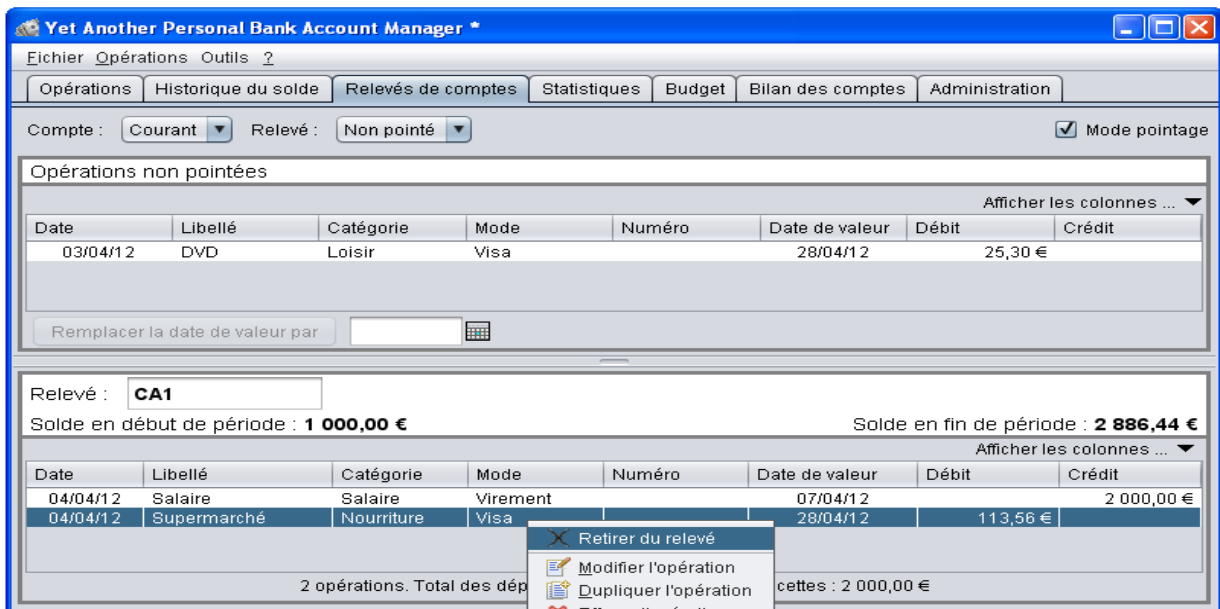 Yet Another Personal Bank Account Manager *
Fichier Opérations Outils ?
Opérations Historique du solde Relevés de comptes Statistiques Budget Bilan des comptes Administration
Compte : Courant Relevé : Non pointé Mode pointage
Opérations non pointées
Afficher les colonnes ...
Date Libellé Catégorie Mode Numéro Date de valeur Débit Crédit
03/04/12 DVD Loisir Visa 28/04/12 25,30 €
Remplacer la date de valeur par
Relevé : CA1
Solde en début de période : 1 000,00 € Solde en fin de période : 2 886,44 €
Afficher les colonnes ...
Date Libellé Catégorie Mode Numéro Date de valeur Débit Crédit
04/04/12 Salaire Salaire Virement 07/04/12 2 000,00 €
04/04/12 Supermarché Nourriture Visa 28/04/12 113,56 €
Retirer du relevé
Modifier l'opération
2 opérations. Total des dép Dupliquer l'opération cettes : 2 000,00 €